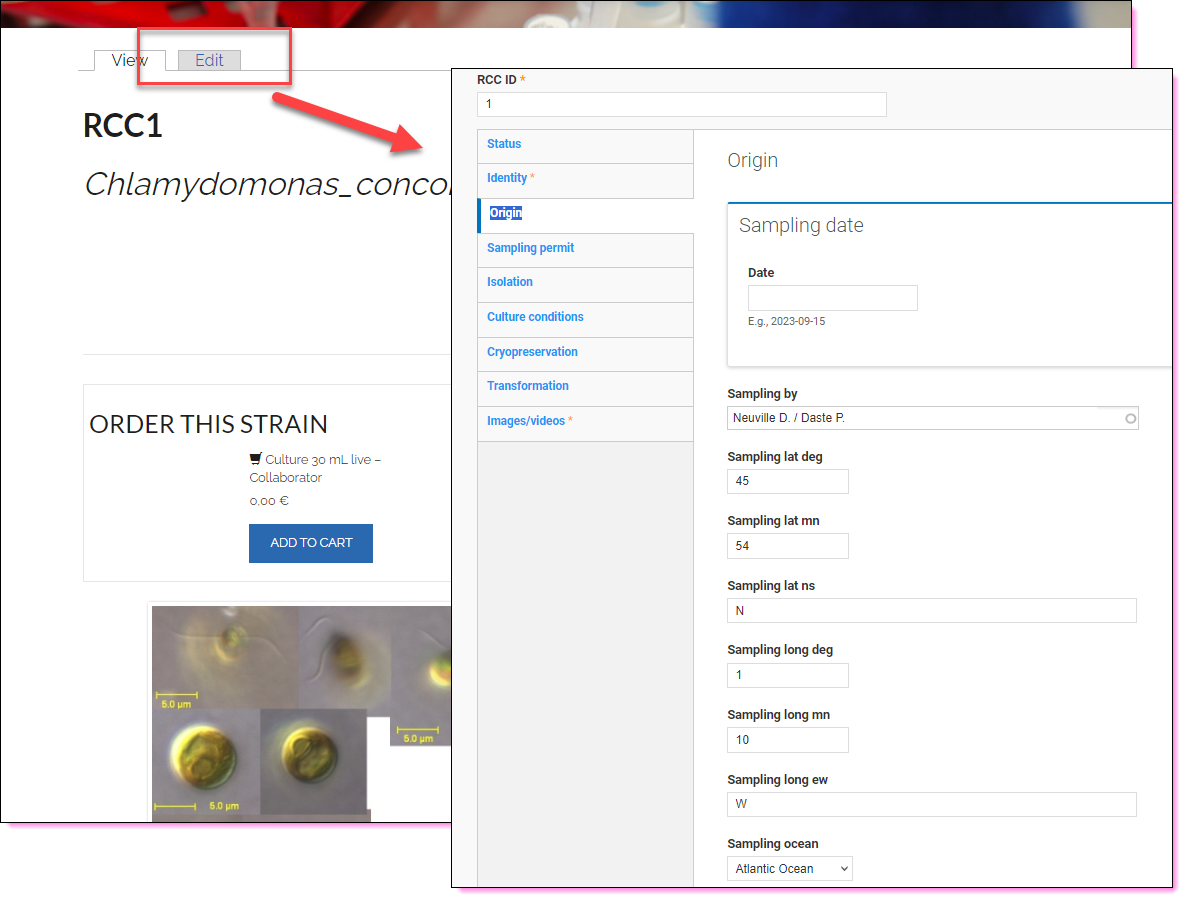 View
Edit
RCC1
ORDER THIS STRAIN
Culture 30 mL live –
Collaborator
0,00 €
ADD TO CART
5.0 µm
5.0 µm
5.0 µm
RCC ID *
1
Status
Identity *
Origin
Sampling permit
Isolation
Culture conditions
Cryopreservation
Transformation
Images/videos *
Origin
Sampling date
Date
E.g., 2023-09-15
Sampling by
Neuville D. / Daste P.
Sampling lat deg
45
Sampling lat mn
54
Sampling lat ns
N
Sampling long deg
1
Sampling long mn
10
Sampling long ew
W
Sampling ocean
Atlantic Ocean